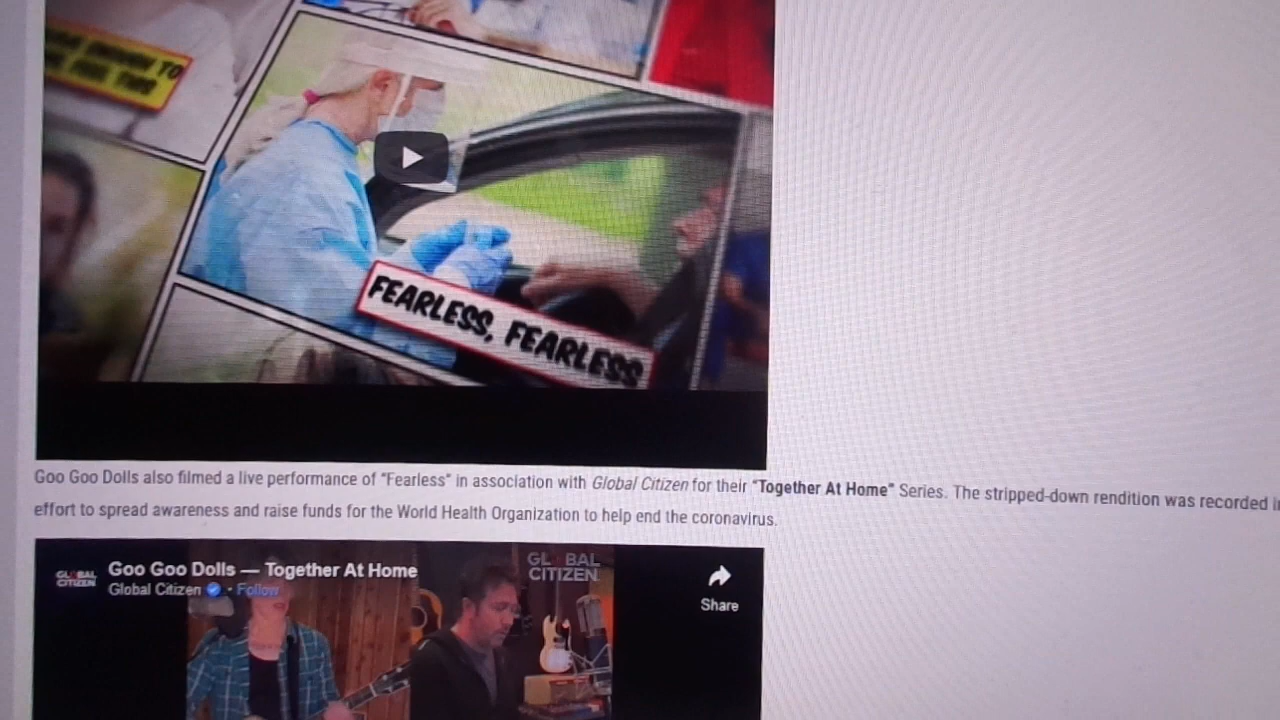 FEARLESS, FEARLESS
Goo Goo Dolls also filmed a live performance of "Fearless" in association with Global Citizen for their "Together At Home" Series. The stripped-down rendition was recorded
effort to spread awareness and raise funds for the World Health Organization to help end the coronavirus.
GLOBAL CITIZEN
Goo Goo Dolls — Together At Home
Global Citizen · Follow
GLOBAL
CITIZEN
Share